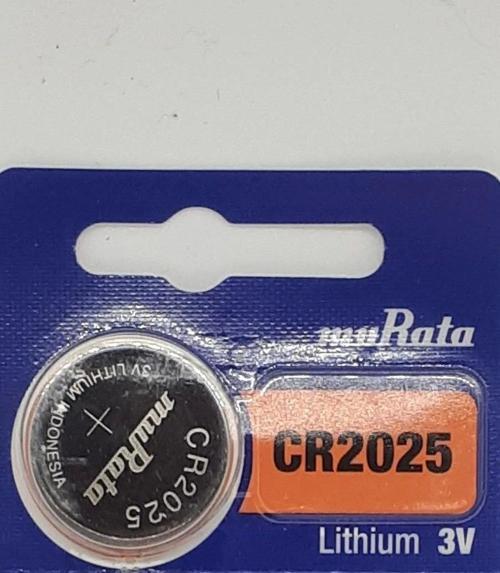 muRata
CR2025
Lithium 3V
3V LITHIUM INDONESIA
+
muRata
CR2025